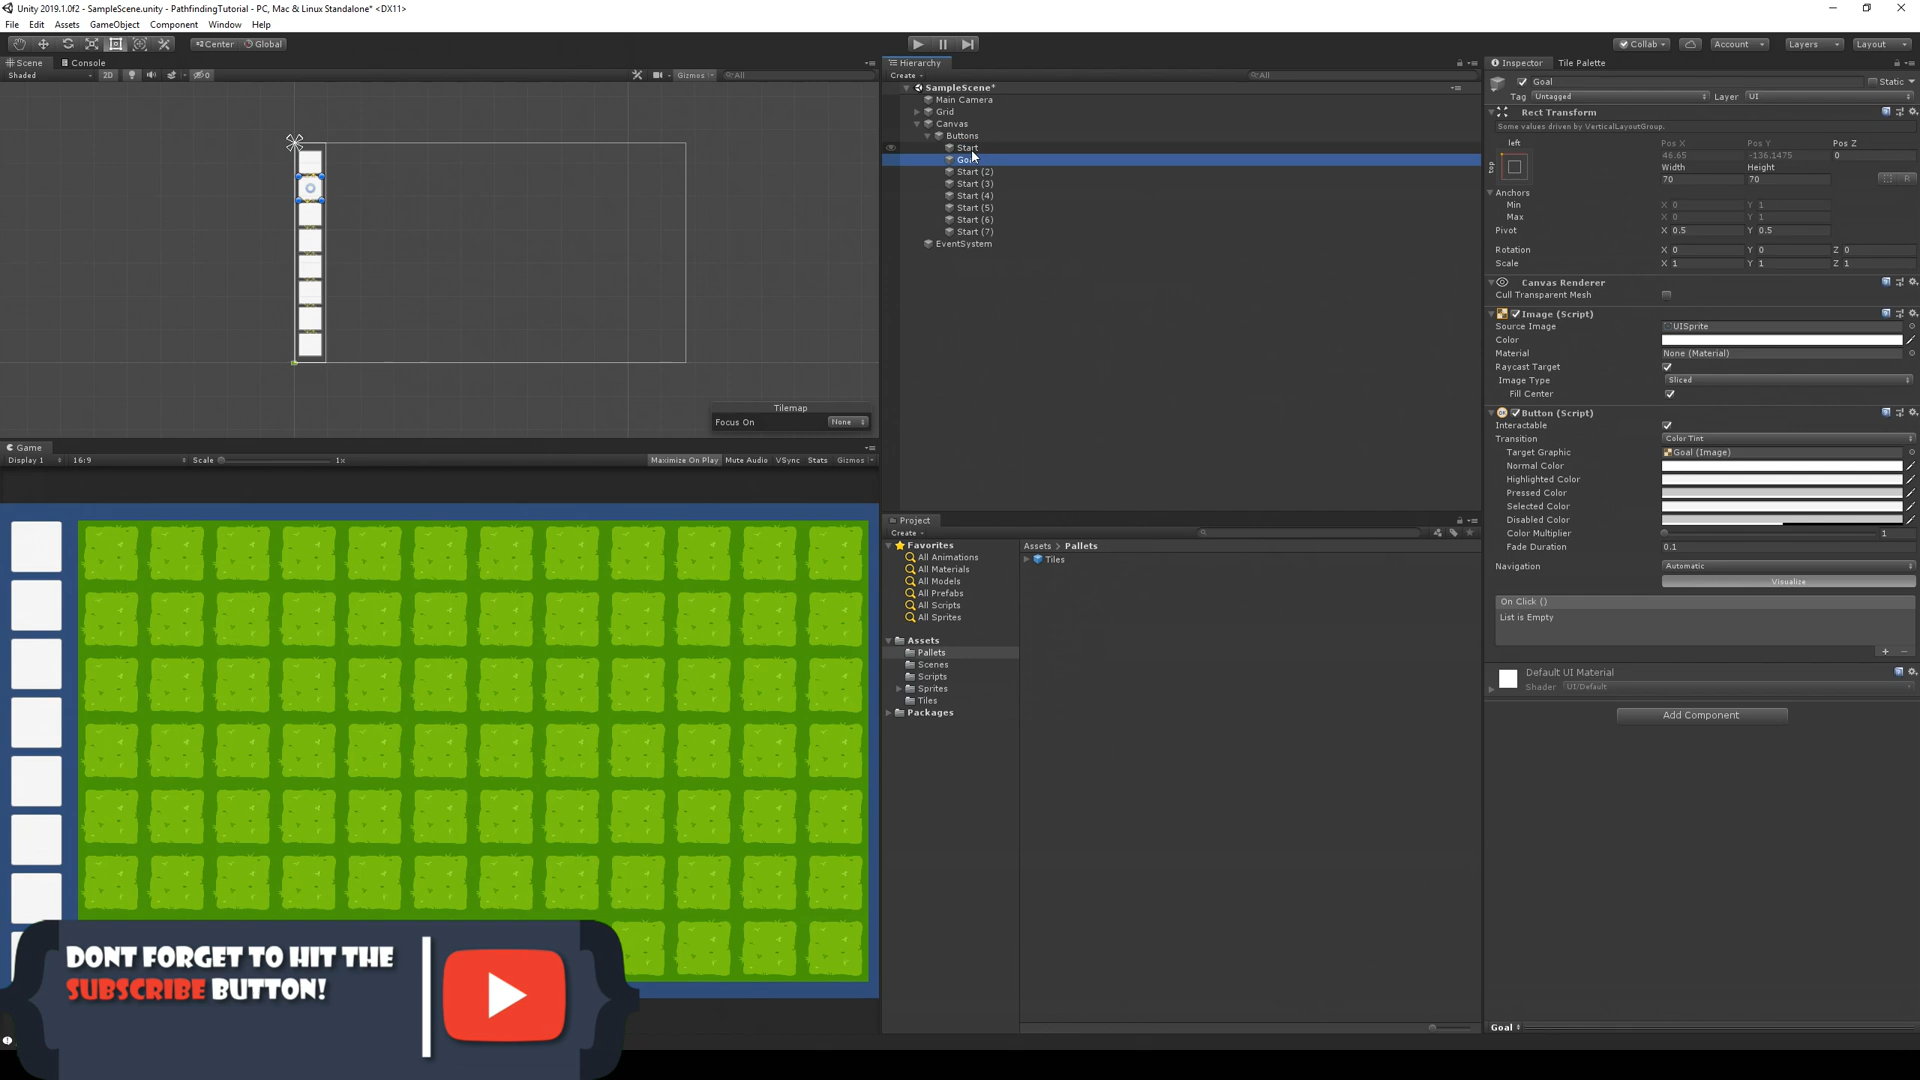 Unity 2019.1.0f2 - SampleScene.unity - PathfindingTutorial - PC, Mac & Linux Standalone* <DX11>
File Edit Assets GameObject Component Window Help
Center Global
Collab Account Layers Layout
Scene Console
Shaded 2D 0 Gizmos All
Tilemap
Focus On None
Game
Display 1 16:9 Scale 1x Maximize On Play Mute Audio VSync Stats Gizmos
DONT FORGET TO HIT THE
SUBSCRIBE BUTTON!
Hierarchy
Create All
SampleScene*
Main Camera
Grid
Canvas
Buttons
Start
Start (2)
Start (3)
Start (4)
Start (5)
Start (6)
Start (7)
EventSystem
Project
Create
Favorites
All Animations
All Materials
All Models
All Prefabs
All Scripts
All Sprites
Assets
Pallets
Scenes
Scripts
Sprites
Tiles
Packages
Assets > Pallets
Tiles
Inspector Tile Palette
Goal Static
Tag Untagged Layer UI
Rect Transform
Some values driven by VerticalLayoutGroup.
left Pos X Pos Y Pos Z
top 46.65 -136.1475 0
Width Height
70 70 R
Anchors
Min X 0 Y 1
Max X 0 Y 1
Pivot X 0.5 Y 0.5
Rotation X 0 Y 0 Z 0
Scale X 1 Y 1 Z 1
Canvas Renderer
Cull Transparent Mesh
Image (Script)
Source Image UISprite
Color
Material None (Material)
Raycast Target
Image Type Sliced
Fill Center
Button (Script)
Interactable
Transition Color Tint
Target Graphic Goal (Image)
Normal Color
Highlighted Color
Pressed Color
Selected Color
Disabled Color
Color Multiplier 1
Fade Duration 0.1
Navigation Automatic
Visualize
On Click ()
List is Empty
Default UI Material
Shader UI/Default
Add Component
Goal